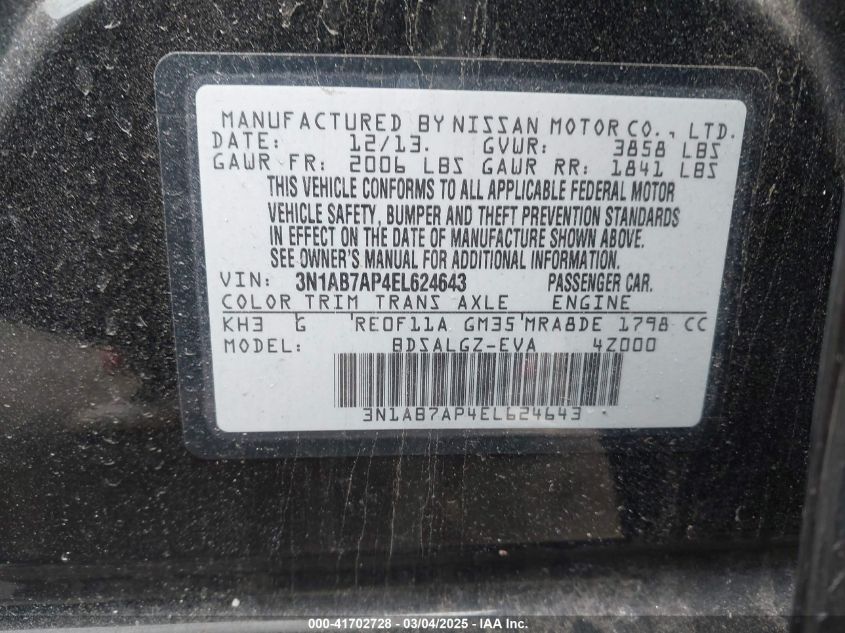 MANUFACTURED BY NISSAN MOTOR CO., LTD.
DATE: 12/13. GVWR: 3858 LBS
GAWR FR: 2006 LBS GAWR RR: 1841 LBS
THIS VEHICLE CONFORMS TO ALL APPLICABLE FEDERAL MOTOR
VEHICLE SAFETY, BUMPER AND THEFT PREVENTION STANDARDS
IN EFFECT ON THE DATE OF MANUFACTURE SHOWN ABOVE.
SEE OWNER'S MANUAL FOR ADDITIONAL INFORMATION.
VIN: 3N1AB7AP4EL624643 PASSENGER CAR.
COLOR TRIM TRANS AXLE ENGINE
KH3 G 'RE0F11A GM35'MRA8DE 1798 CC
MODEL: BDSALGZ-EVA 4Z000
3N1AB7AP4EL624643
000-41702728 - 03/04/2025 - IAA Inc.